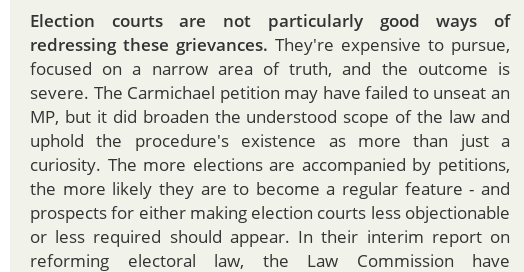 Election courts are not particularly good ways of
redressing these grievances. They're expensive to pursue,
focused on a narrow area of truth, and the outcome is
severe. The Carmichael petition may have failed to unseat an
MP, but it did broaden the understood scope of the law and
uphold the procedure's existence as more than just a
curiosity. The more elections are accompanied by petitions,
the more likely they are to become a regular feature - and
prospects for either making election courts less objectionable
or less required should appear. In their interim report on
reforming electoral law, the Law Commission have